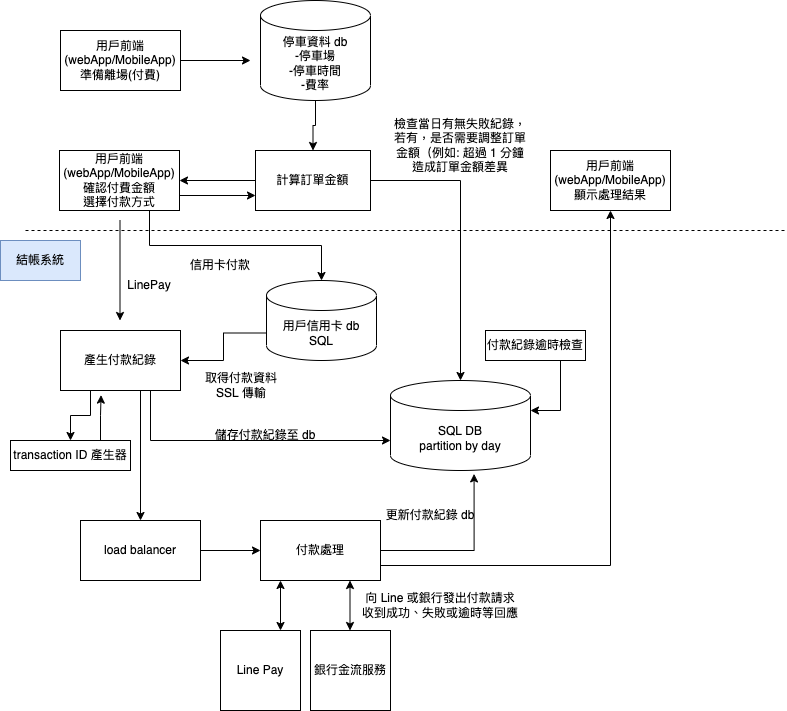 用戶前端
(webApp/MobileApp)
準備離場(付費)
停車資料 db
-停車場
-停車時間
-費率
檢查當日有無失敗紀錄，
若有，是否需要調整訂單
金額（例如: 超過 1 分鐘
造成訂單金額差異
用戶前端
(webApp/MobileApp)
確認付費金額
選擇付款方式
計算訂單金額
用戶前端
(webApp/MobileApp)
顯示處理結果
結帳系統
信用卡付款
LinePay
用戶信用卡 db
SQL
產生付款紀錄
付款紀錄逾時檢查
取得付款資料
SSL 傳輸
SQL DB
partition by day
儲存付款紀錄至 db
transaction ID 產生器
更新付款紀錄 db
load balancer
付款處理
向 Line 或銀行發出付款請求
收到成功、失敗或逾時等回應
Line Pay
銀行金流服務